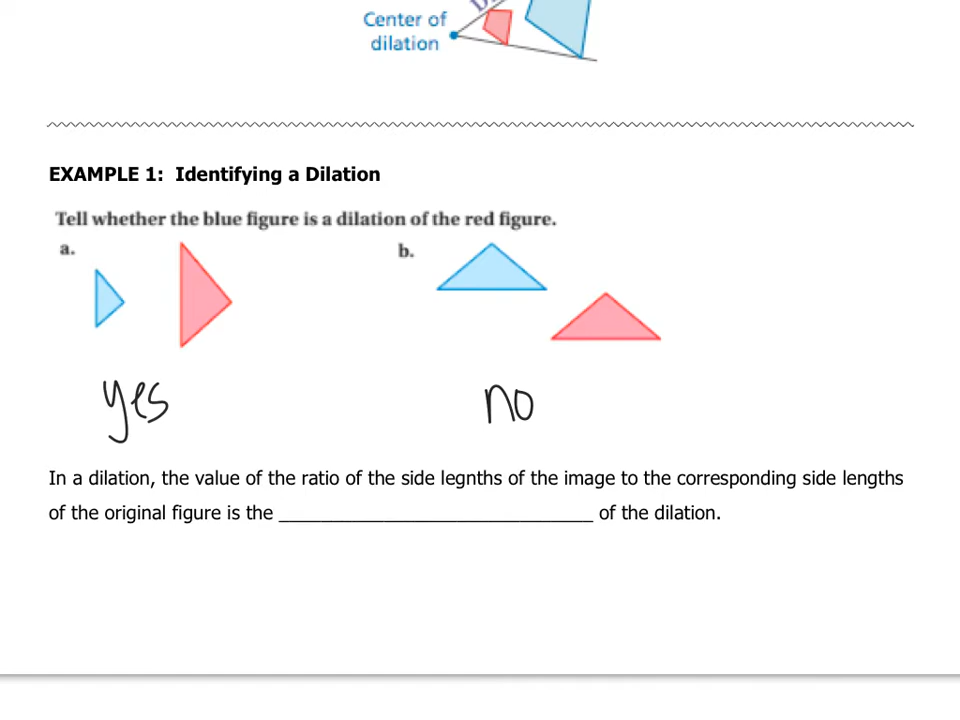 Center of
dilation
EXAMPLE 1:  Identifying a Dilation
Tell whether the blue figure is a dilation of the red figure.
a.
b.
yes
no
In a dilation, the value of the ratio of the side legnths of the image to the corresponding side lengths
of the original figure is the ______________________________ of the dilation.